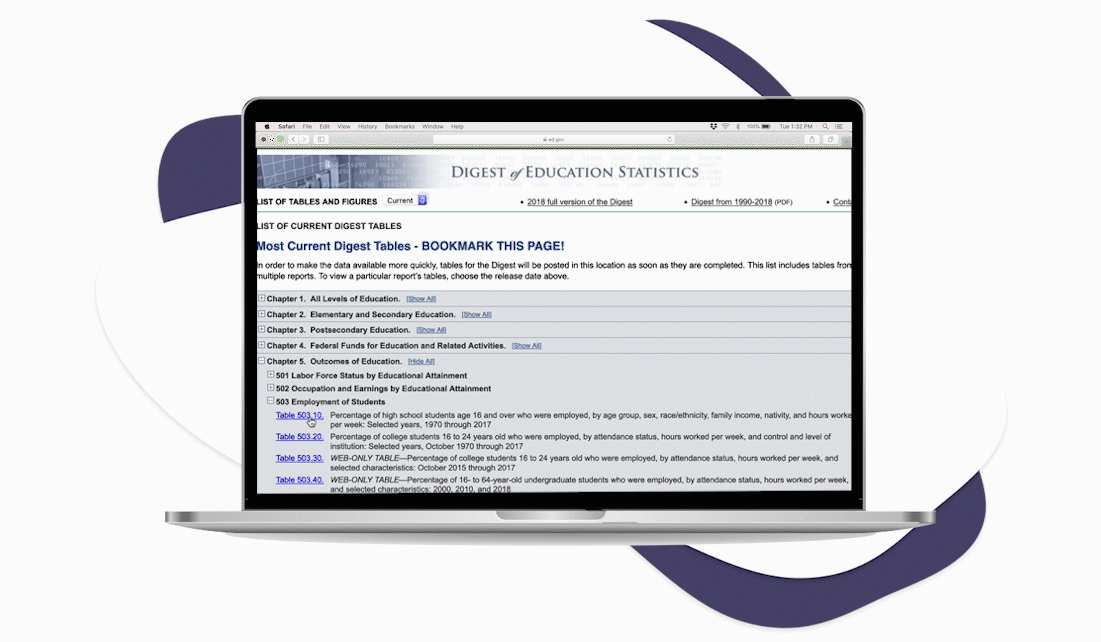 Safari File Edit View History Bookmarks Window Help 100% Tue 1:32 PM
ed.gov
DIGEST of EDUCATION STATISTICS
LIST OF TABLES AND FIGURES Current • 2018 full version of the Digest • Digest from 1990-2018 (PDF) • Conta
LIST OF CURRENT DIGEST TABLES
Most Current Digest Tables - BOOKMARK THIS PAGE!
In order to make the data available more quickly, tables for the Digest will be posted in this location as soon as they are completed. This list includes tables from
multiple reports. To view a particular report's tables, choose the release date above.
Chapter 1. All Levels of Education. [Show All]
Chapter 2. Elementary and Secondary Education. [Show All]
Chapter 3. Postsecondary Education. [Show All]
Chapter 4. Federal Funds for Education and Related Activities. [Show All]
Chapter 5. Outcomes of Education. [Hide All]
501 Labor Force Status by Educational Attainment
502 Occupation and Earnings by Educational Attainment
503 Employment of Students
Table 503.10. Percentage of high school students age 16 and over who were employed, by age group, sex, race/ethnicity, family income, nativity, and hours worke
per week: Selected years, 1970 through 2017
Table 503.20. Percentage of college students 16 to 24 years old who were employed, by attendance status, hours worked per week, and control and level of
institution: Selected years, October 1970 through 2017
Table 503.30. WEB-ONLY TABLE—Percentage of college students 16 to 24 years old who were employed, by attendance status, hours worked per week, and
selected characteristics: October 2015 through 2017
Table 503.40. WEB-ONLY TABLE—Percentage of 16- to 64-year-old undergraduate students who were employed, by attendance status, hours worked per week,
and selected characteristics: 2000, 2010, and 2018